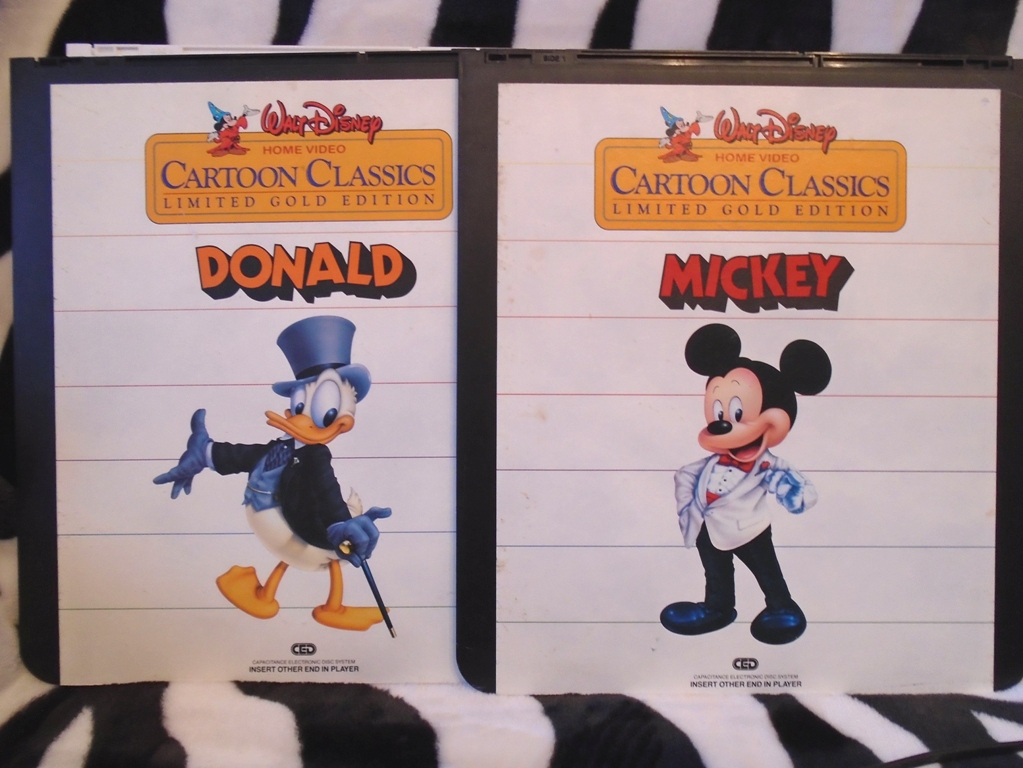 Walt Disney
HOME VIDEO
CARTOON CLASSICS
LIMITED GOLD EDITION
DONALD
CED
CAPACITANCE ELECTRONIC DISC SYSTEM
INSERT OTHER END IN PLAYER
SIDE 1
Walt Disney
HOME VIDEO
CARTOON CLASSICS
LIMITED GOLD EDITION
MICKEY
CED
CAPACITANCE ELECTRONIC DISC SYSTEM
INSERT OTHER END IN PLAYER